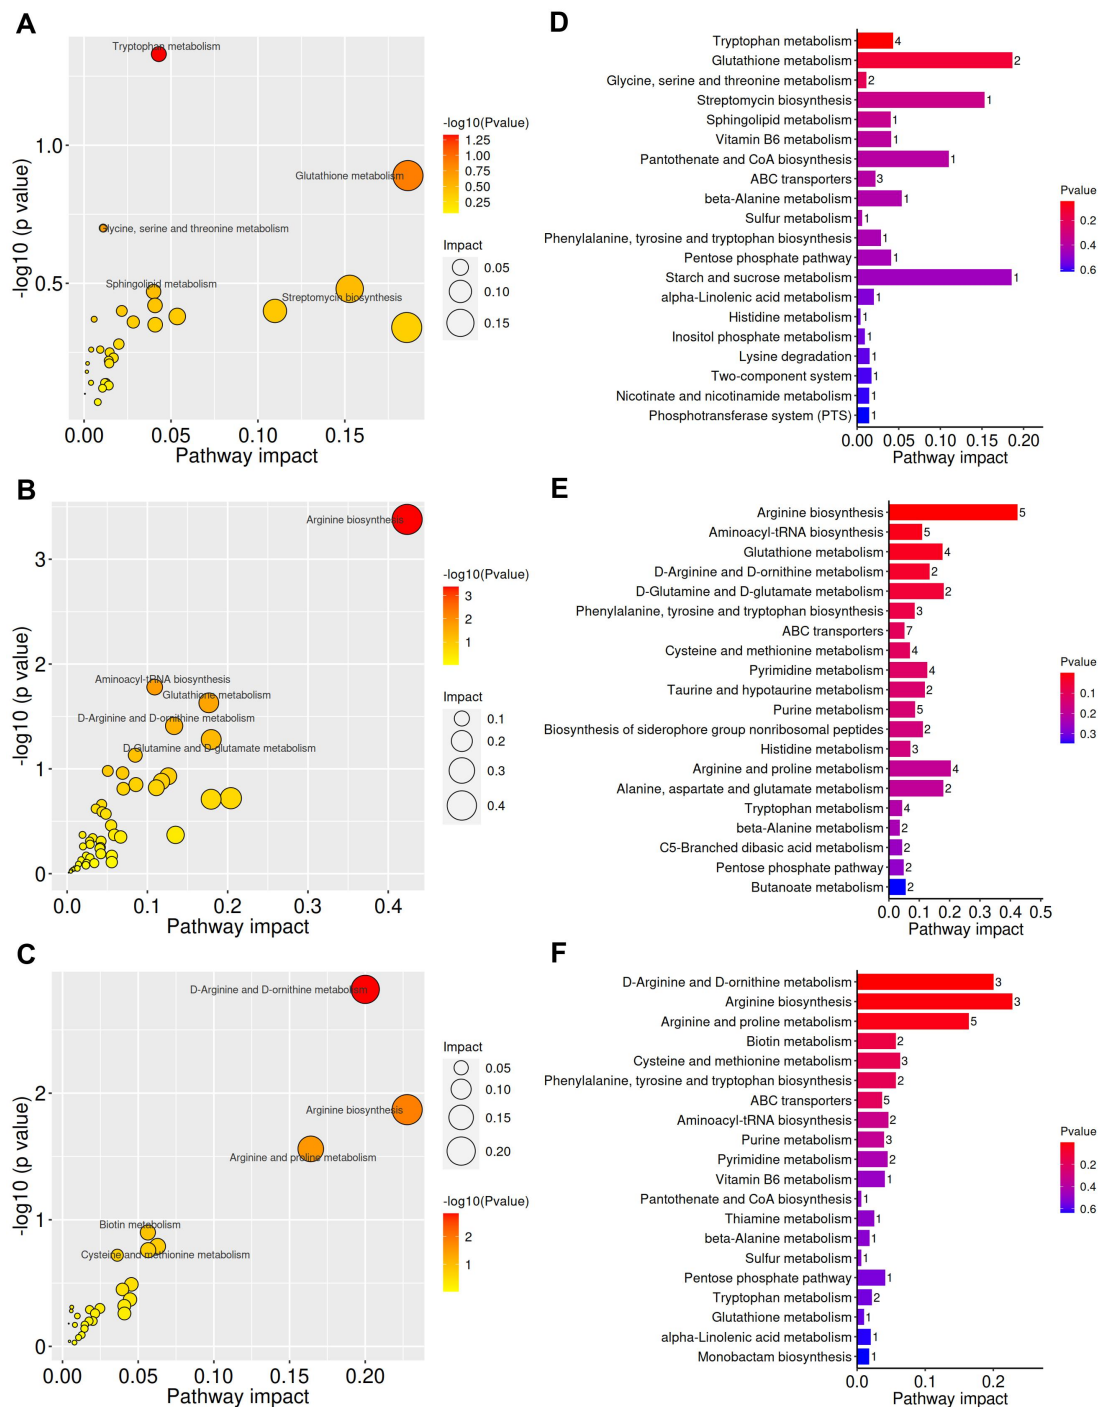 A
Tryptophan metabolism
Glutathione metabolism
Glycine, serine and threonine metabolism
Sphingolipid metabolism
Streptomycin biosynthesis
1.0
0.5
0.00
0.05
0.10
0.15
-log10 (p value)
Pathway impact
-log10(Pvalue)
1.25
1.00
0.75
0.50
0.25
Impact
0.05
0.10
0.15
D
Tryptophan metabolism 4
Glutathione metabolism 2
Glycine, serine and threonine metabolism 2
Streptomycin biosynthesis 1
Sphingolipid metabolism 1
Vitamin B6 metabolism 1
Pantothenate and CoA biosynthesis 1
ABC transporters 3
beta-Alanine metabolism 1
Sulfur metabolism 1
Phenylalanine, tyrosine and tryptophan biosynthesis 1
Pentose phosphate pathway 1
Starch and sucrose metabolism 1
alpha-Linolenic acid metabolism 1
Histidine metabolism 1
Inositol phosphate metabolism 1
Lysine degradation 1
Two-component system 1
Nicotinate and nicotinamide metabolism 1
Phosphotransferase system (PTS) 1
0.00 0.05 0.10 0.15 0.20
Pathway impact
Pvalue
0.2
0.4
0.6
B
Arginine biosynthesis
Aminoacyl-tRNA biosynthesis
Glutathione metabolism
D-Arginine and D-ornithine metabolism
D-Glutamine and D-glutamate metabolism
3
2
1
0
0.0 0.1 0.2 0.3 0.4
-log10 (p value)
Pathway impact
-log10(Pvalue)
3
2
1
Impact
0.1
0.2
0.3
0.4
E
Arginine biosynthesis 5
Aminoacyl-tRNA biosynthesis 5
Glutathione metabolism 4
D-Arginine and D-ornithine metabolism 2
D-Glutamine and D-glutamate metabolism 2
Phenylalanine, tyrosine and tryptophan biosynthesis 3
ABC transporters 7
Cysteine and methionine metabolism 4
Pyrimidine metabolism 4
Taurine and hypotaurine metabolism 2
Purine metabolism 5
Biosynthesis of siderophore group nonribosomal peptides 2
Histidine metabolism 3
Arginine and proline metabolism 4
Alanine, aspartate and glutamate metabolism 2
Tryptophan metabolism 4
beta-Alanine metabolism 2
C5-Branched dibasic acid metabolism 2
Pentose phosphate pathway 2
Butanoate metabolism 2
0.0 0.1 0.2 0.3 0.4 0.5
Pathway impact
Pvalue
0.1
0.2
0.3
C
D-Arginine and D-ornithine metabolism
Arginine biosynthesis
Arginine and proline metabolism
Biotin metabolism
Cysteine and methionine metabolism
2
1
0
0.00 0.05 0.10 0.15 0.20
-log10 (p value)
Pathway impact
Impact
0.05
0.10
0.15
0.20
-log10(Pvalue)
2
1
F
D-Arginine and D-ornithine metabolism 3
Arginine biosynthesis 3
Arginine and proline metabolism 5
Biotin metabolism 2
Cysteine and methionine metabolism 3
Phenylalanine, tyrosine and tryptophan biosynthesis 2
ABC transporters 5
Aminoacyl-tRNA biosynthesis 2
Purine metabolism 3
Pyrimidine metabolism 2
Vitamin B6 metabolism 1
Pantothenate and CoA biosynthesis 1
Thiamine metabolism 1
beta-Alanine metabolism 1
Sulfur metabolism 1
Pentose phosphate pathway 1
Tryptophan metabolism 2
Glutathione metabolism 1
alpha-Linolenic acid metabolism 1
Monobactam biosynthesis 1
0.0 0.1 0.2
Pathway impact
Pvalue
0.2
0.4
0.6